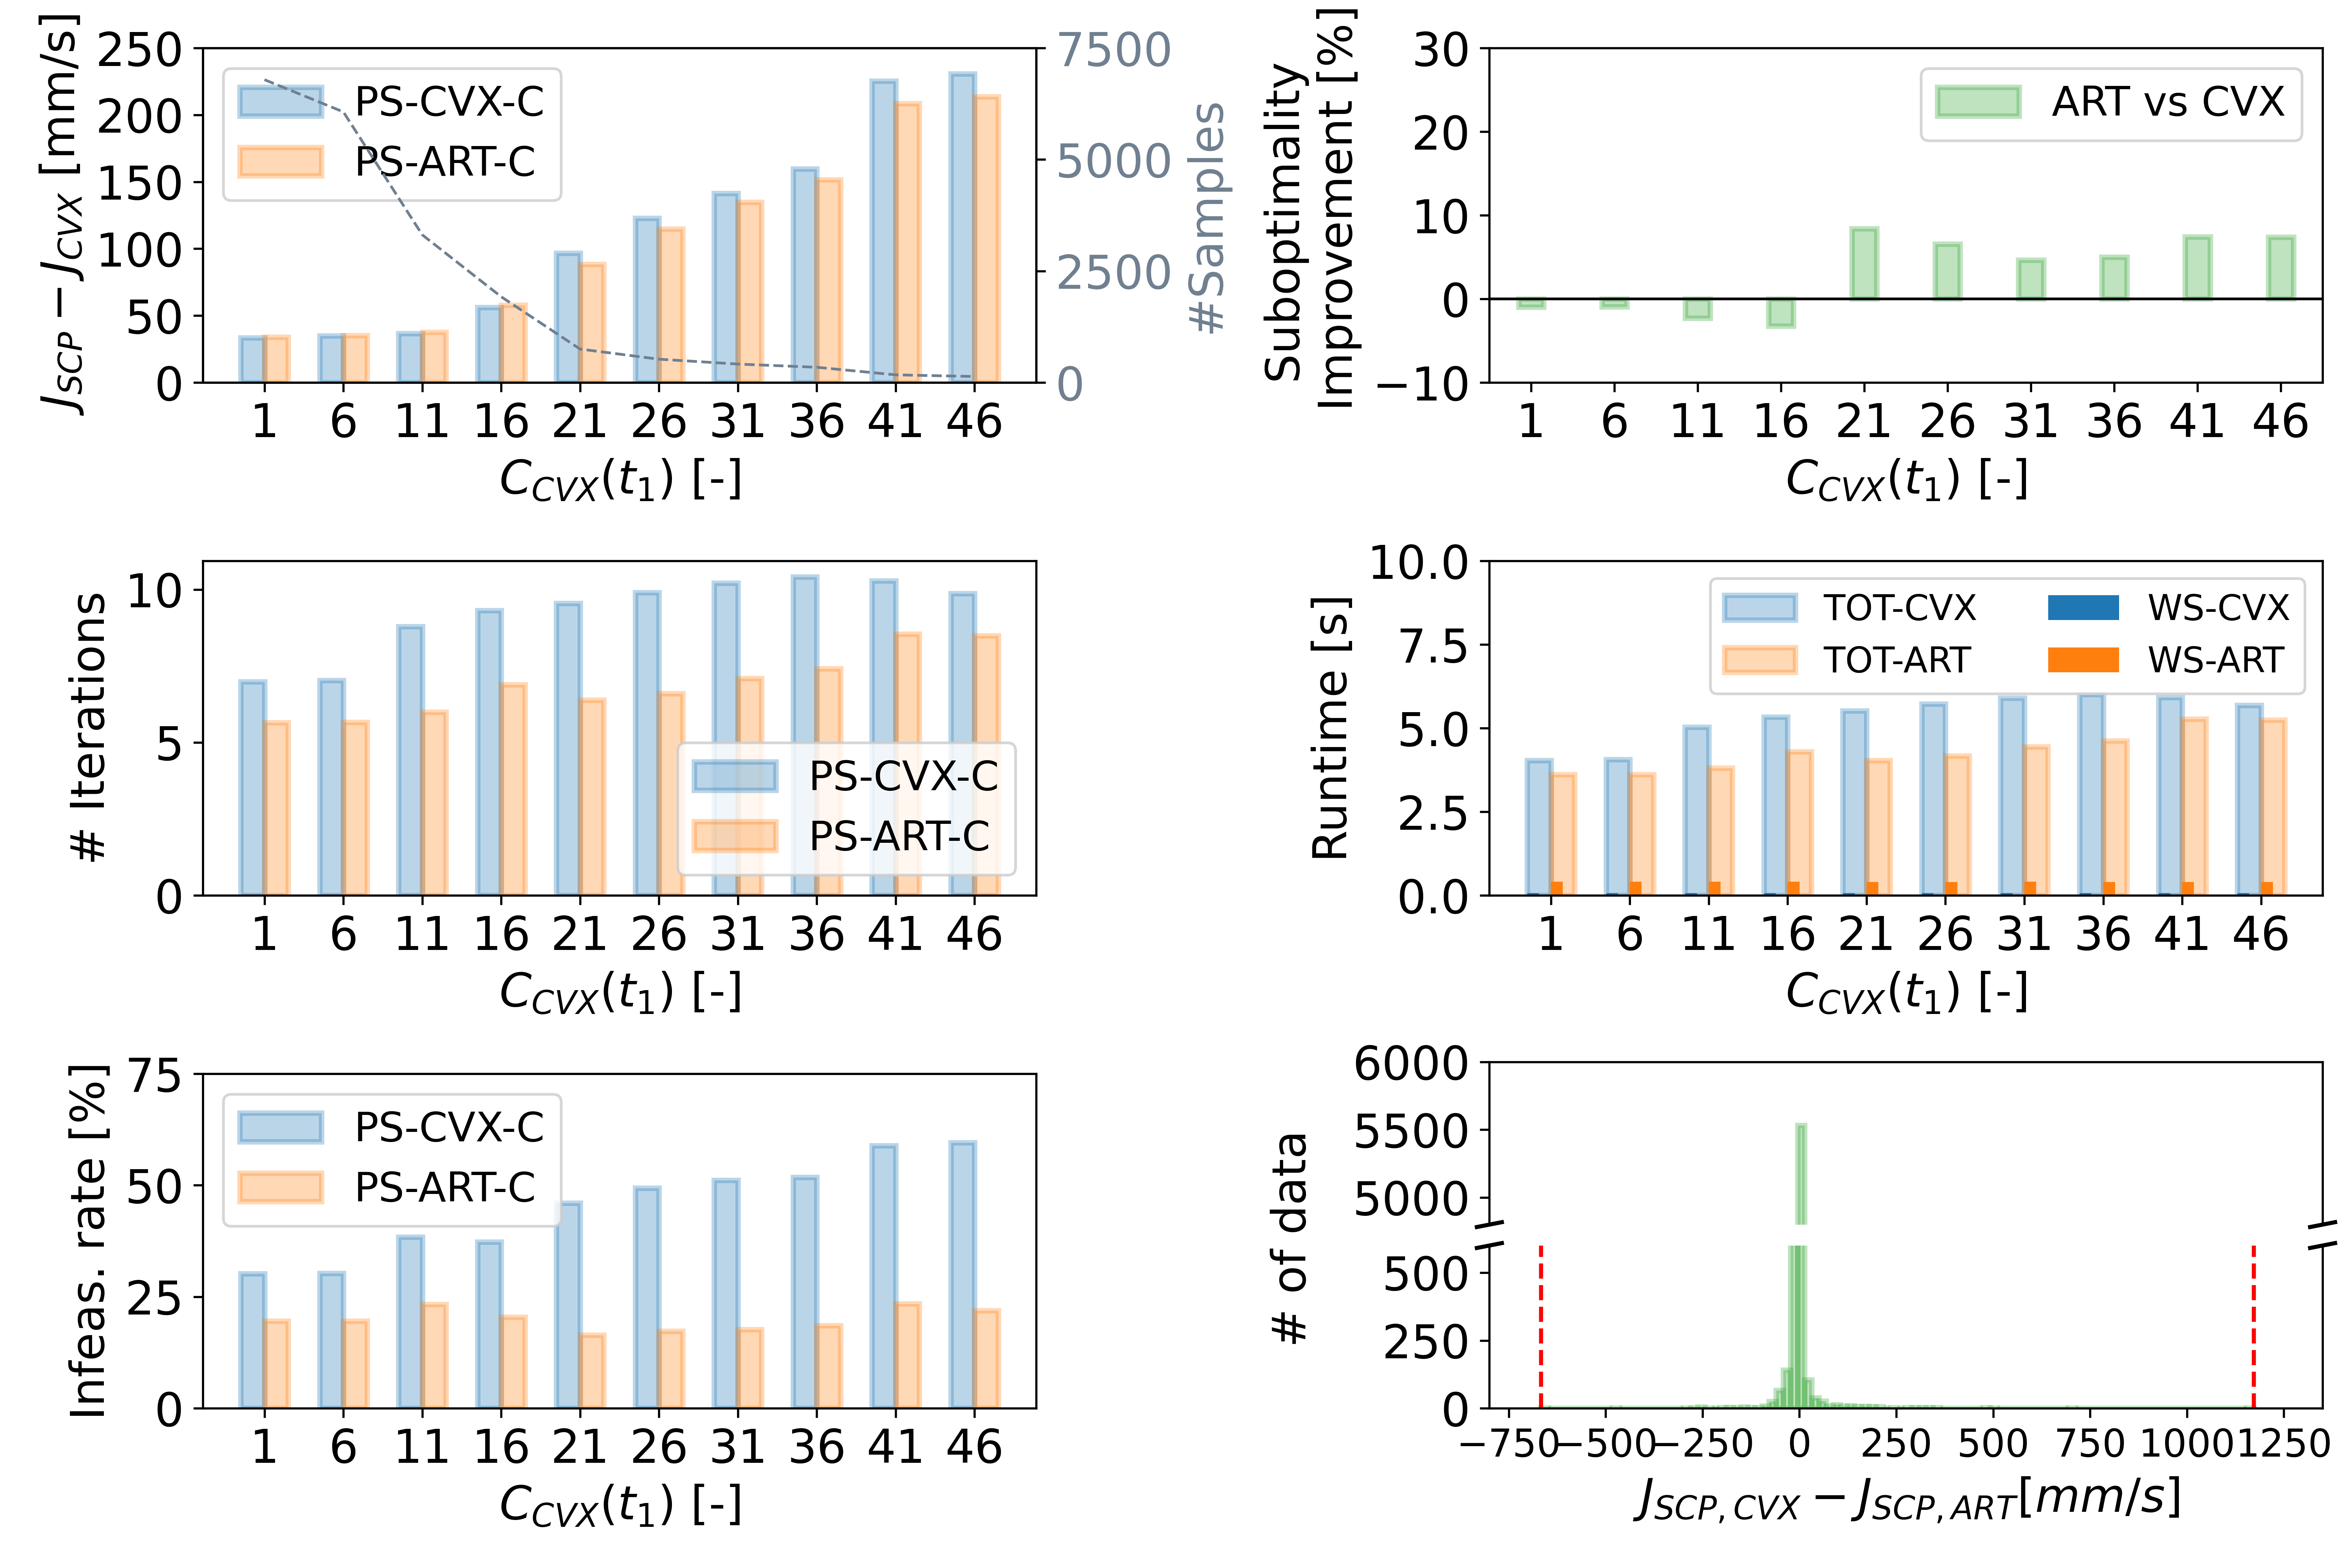 J_SCP − J_CVX [mm/s]
250
200
150
100
50
0
PS-CVX-C
PS-ART-C
7500
5000
2500
0
#Samples
1 6 11 16 21 26 31 36 41 46
C_CVX(t_1) [-]
Suboptimality
Improvement [%]
30
20
10
0
−10
ART vs CVX
1 6 11 16 21 26 31 36 41 46
C_CVX(t_1) [-]
# Iterations
10
5
0
PS-CVX-C
PS-ART-C
1 6 11 16 21 26 31 36 41 46
C_CVX(t_1) [-]
Runtime [s]
10.0
7.5
5.0
2.5
0.0
TOT-CVX WS-CVX
TOT-ART WS-ART
1 6 11 16 21 26 31 36 41 46
C_CVX(t_1) [-]
Infeas. rate [%]
75
50
25
0
PS-CVX-C
PS-ART-C
1 6 11 16 21 26 31 36 41 46
C_CVX(t_1) [-]
# of data
6000
5500
5000
500
250
0
−750 −500 −250 0 250 500 750 1000 1250
J_SCP,CVX − J_SCP,ART [mm/s]